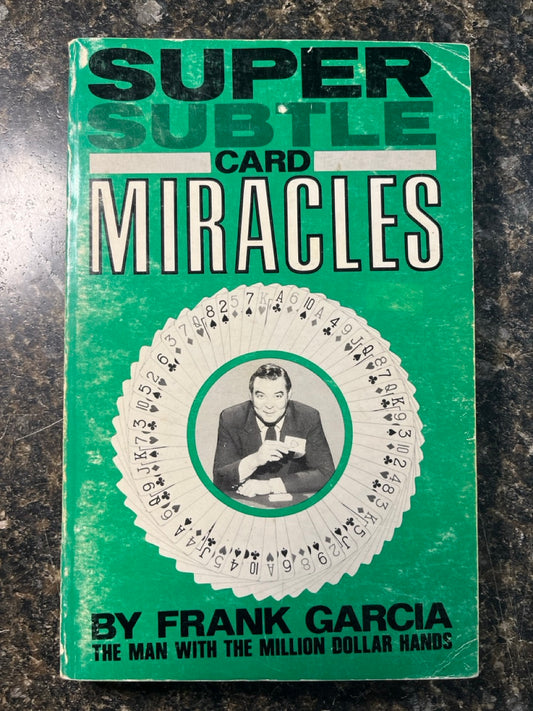 SUPER
SUBTLE
CARD
MIRACLES
BY FRANK GARCIA
THE MAN WITH THE MILLION DOLLAR HANDS